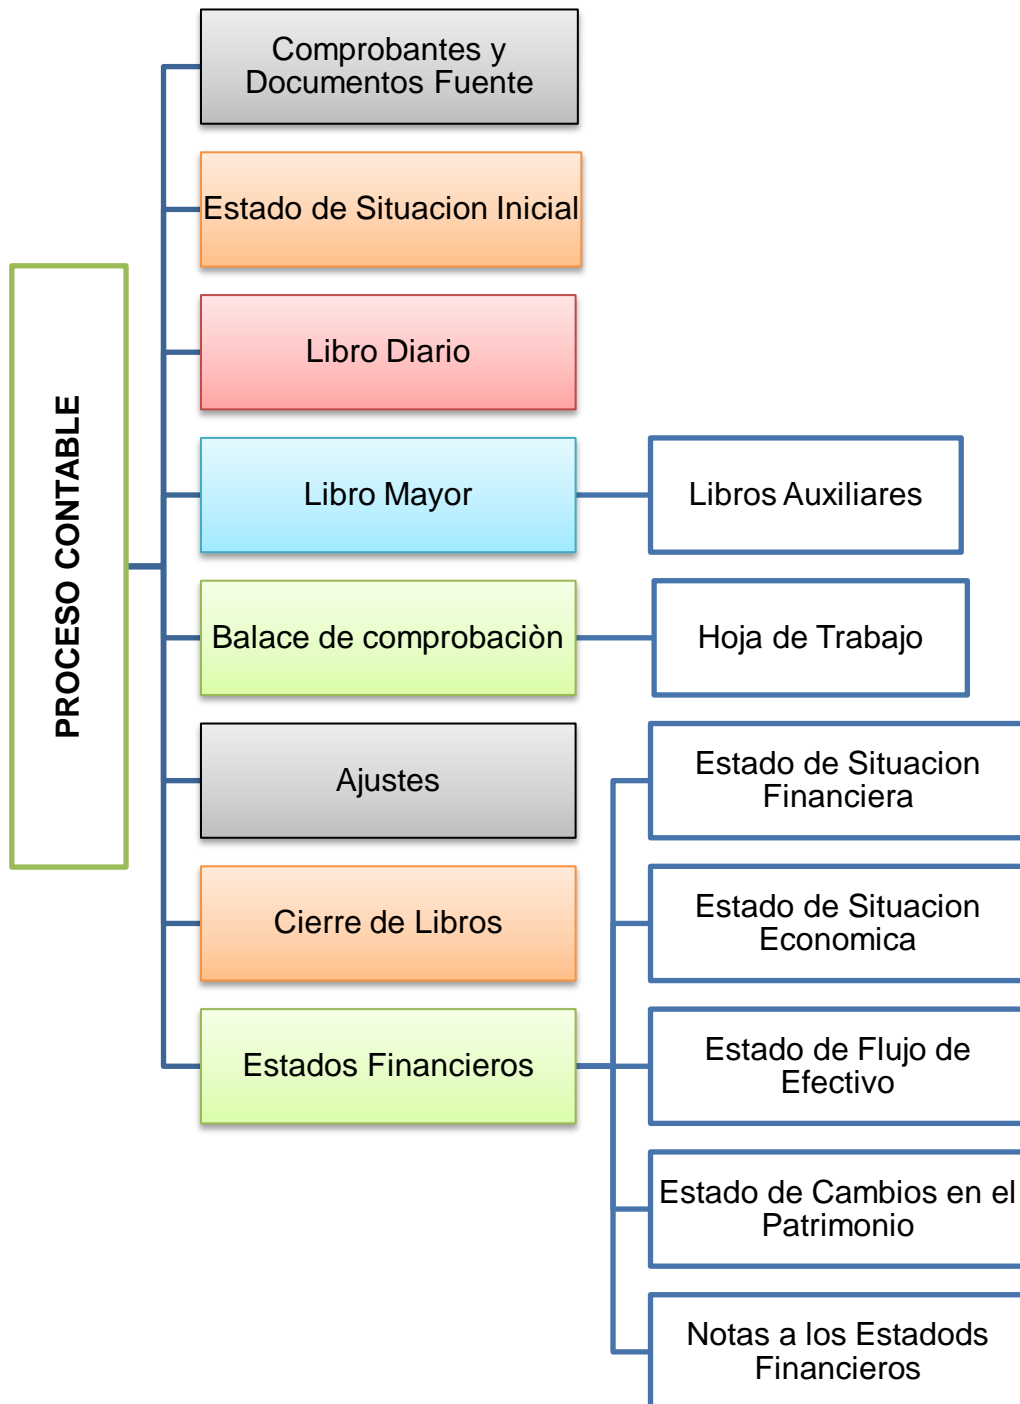 PROCESO CONTABLE
Comprobantes y
Documentos Fuente
Estado de Situacion Inicial
Libro Diario
Libro Mayor
Libros Auxiliares
Balace de comprobaciòn
Hoja de Trabajo
Ajustes
Cierre de Libros
Estados Financieros
Estado de Situacion
Financiera
Estado de Situacion
Economica
Estado de Flujo de
Efectivo
Estado de Cambios en el
Patrimonio
Notas a los Estadods
Financieros